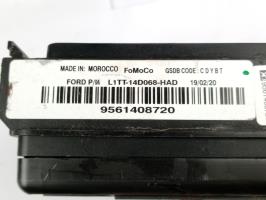 MADE IN: MOROCCO FoMoCo GSDB CODE: CDYBT
FORD P/N L1TT-14D068-HAD 19/02/20
9561408720